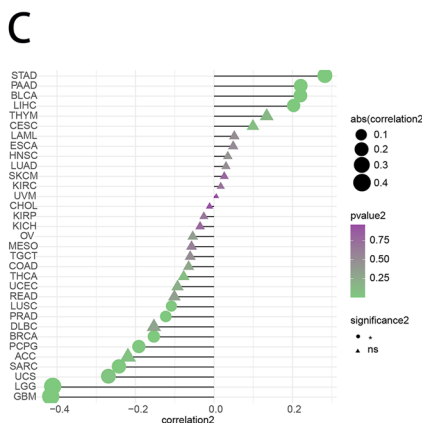 C
STAD
PAAD
BLCA
LIHC
THYM
CESC
LAML
ESCA
HNSC
LUAD
SKCM
KIRC
UVM
CHOL
KIRP
KICH
OV
MESO
TGCT
COAD
THCA
UCEC
READ
LUSC
PRAD
DLBC
BRCA
PCPG
ACC
SARC
UCS
LGG
GBM
−0.4 −0.2 0.0 0.2
correlation2
abs(correlation2
0.1
0.2
0.3
0.4
pvalue2
0.75
0.50
0.25
significance2
*
ns